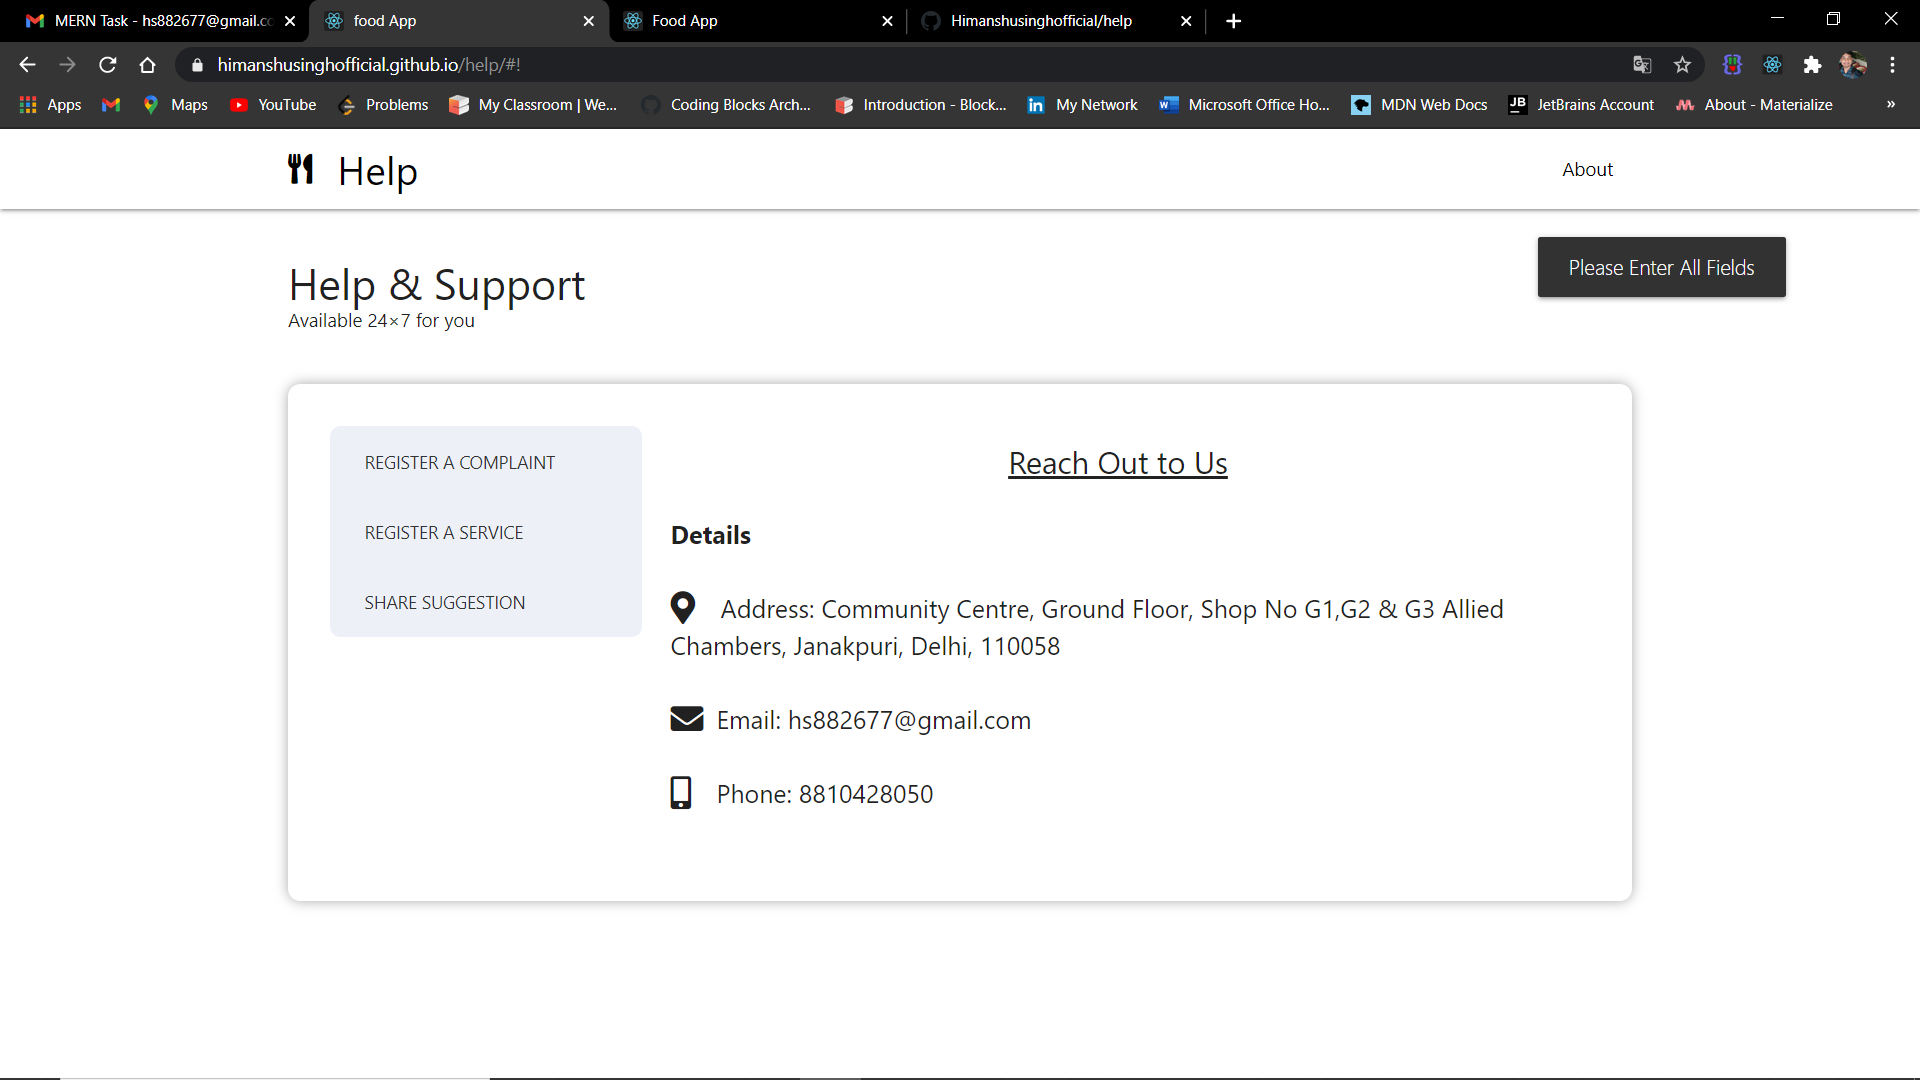 MERN Task - hs882677@gmail.co
food App
Food App
Himanshusinghofficial/help
himanshusinghofficial.github.io/help/#!
Apps
Maps
YouTube
Problems
My Classroom | We...
Coding Blocks Arch...
Introduction - Block...
My Network
Microsoft Office Ho...
MDN Web Docs
JB JetBrains Account
About - Materialize
»
Help
About
Please Enter All Fields
Help & Support
Available 24×7 for you
REGISTER A COMPLAINT
REGISTER A SERVICE
SHARE SUGGESTION
Reach Out to Us
Details
Address: Community Centre, Ground Floor, Shop No G1,G2 & G3 Allied
Chambers, Janakpuri, Delhi, 110058
Email: hs882677@gmail.com
Phone: 8810428050